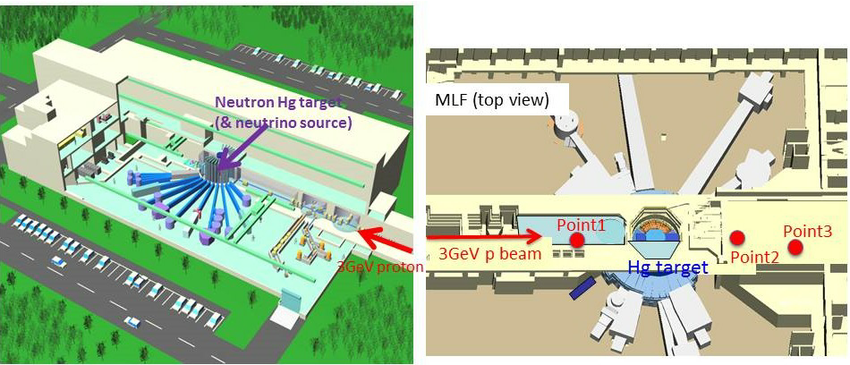 Neutron Hg target
(& neutrino source)
3GeV proton
MLF (top view)
Point1
3GeV p beam
Hg target
Point2
Point3